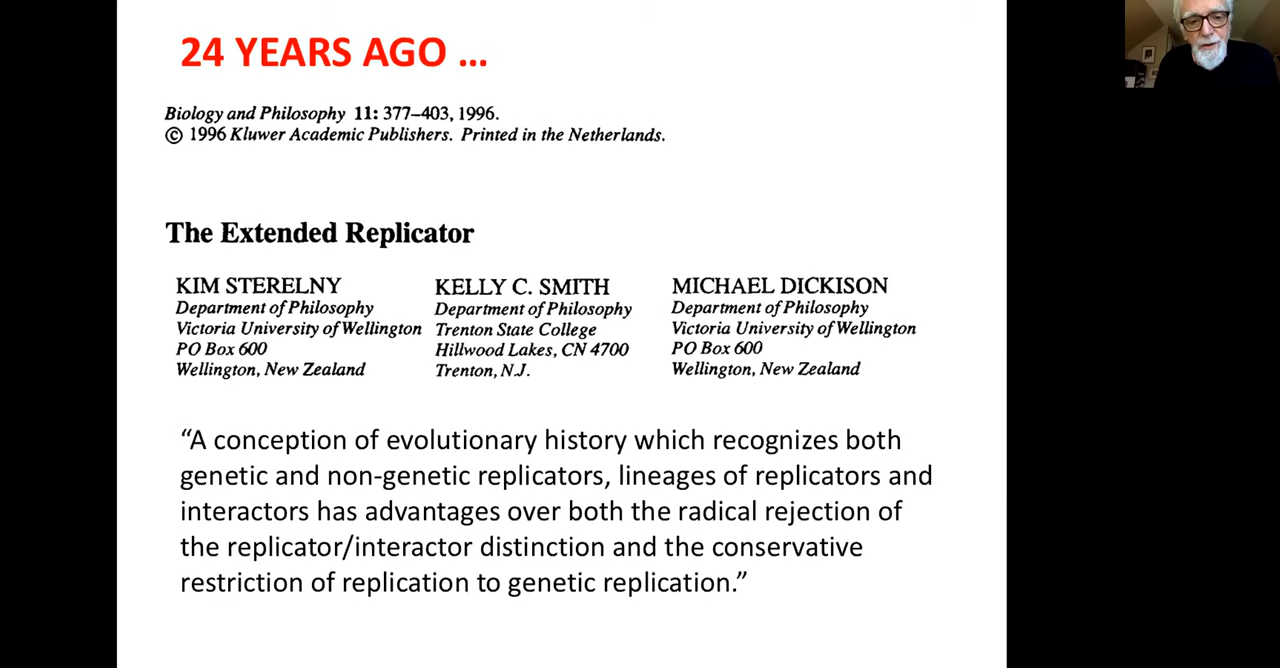 24 YEARS AGO …
Biology and Philosophy 11: 377–403, 1996.
© 1996 Kluwer Academic Publishers. Printed in the Netherlands.
The Extended Replicator
KIM STERELNY
Department of Philosophy
Victoria University of Wellington
PO Box 600
Wellington, New Zealand
KELLY C. SMITH
Department of Philosophy
Trenton State College
Hillwood Lakes, CN 4700
Trenton, N.J.
MICHAEL DICKISON
Department of Philosophy
Victoria University of Wellington
PO Box 600
Wellington, New Zealand
“A conception of evolutionary history which recognizes both
genetic and non-genetic replicators, lineages of replicators and
interactors has advantages over both the radical rejection of
the replicator/interactor distinction and the conservative
restriction of replication to genetic replication.”